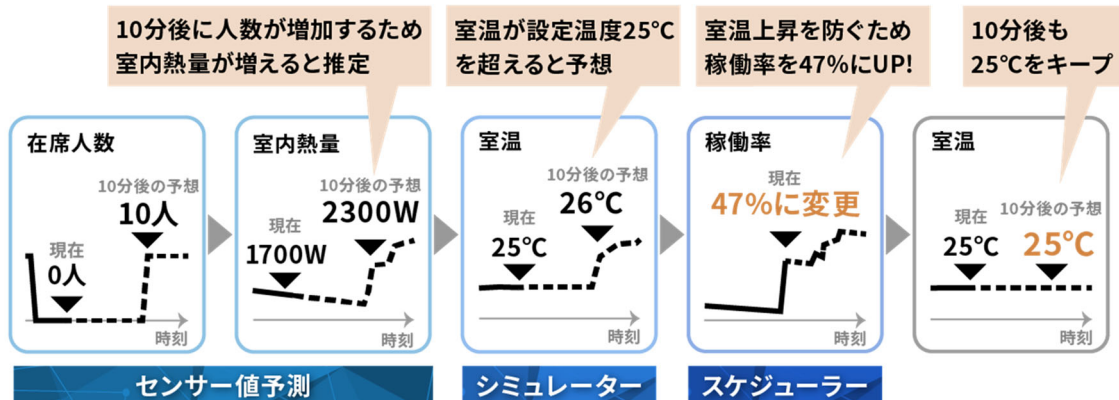 10分後に人数が増加するため
室内熱量が増えると推定
室温が設定温度25℃
を超えると予想
室温上昇を防ぐため
稼働率を47%にUP!
10分後も
25℃をキープ
在席人数
10分後の予想
10人
現在
0人
時刻
室内熱量
10分後の予想
2300W
現在
1700W
時刻
室温
10分後の予想
26℃
現在
25℃
時刻
稼働率
現在
47%に変更
時刻
室温
現在
25℃
10分後の予想
25℃
時刻
センサー値予測
シミュレーター
スケジューラー